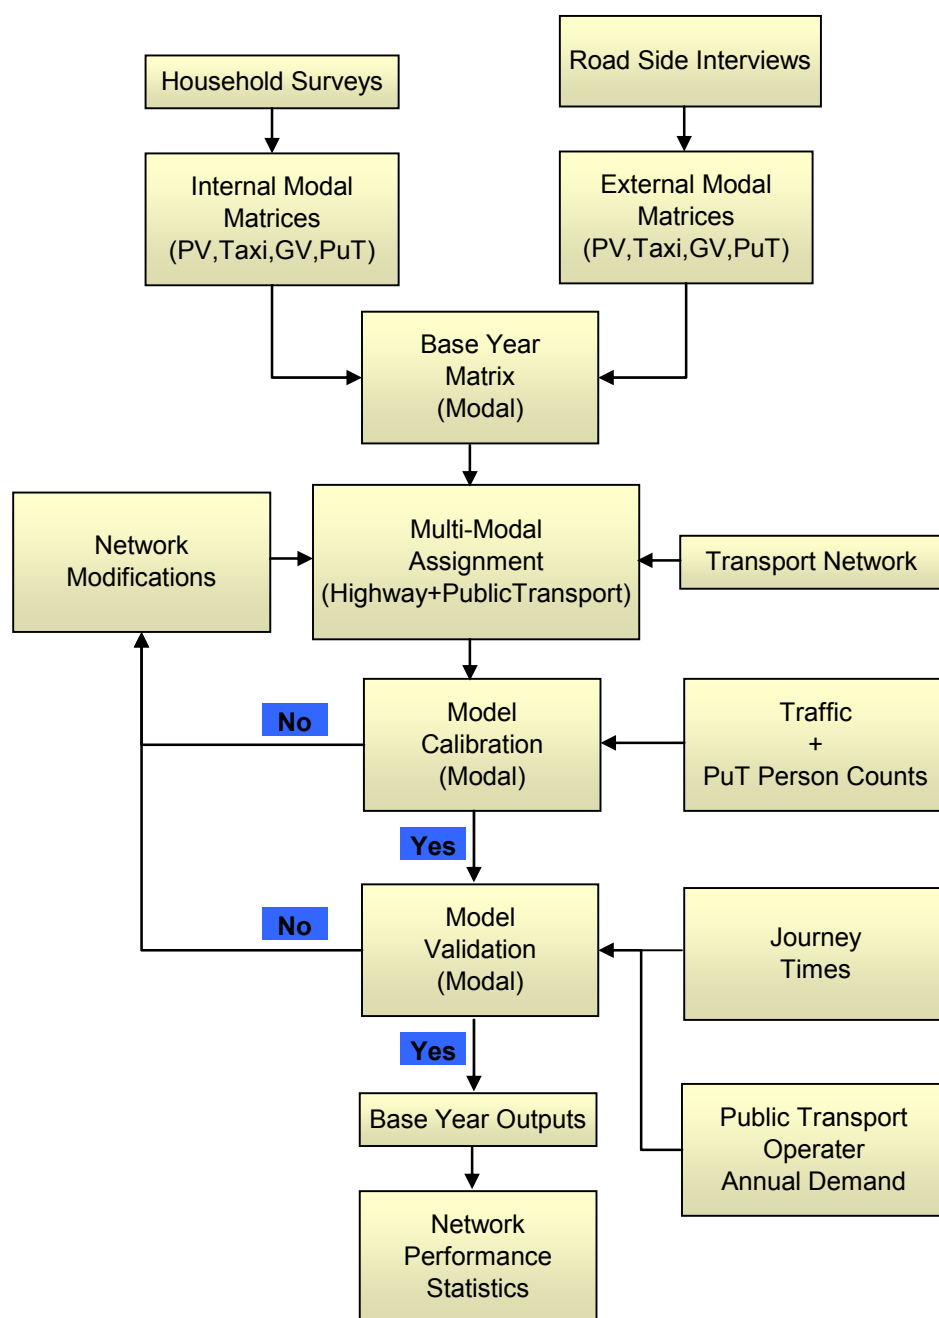 Household Surveys
Road Side Interviews
Internal Modal
Matrices
(PV,Taxi,GV,PuT)
External Modal
Matrices
(PV,Taxi,GV,PuT)
Base Year
Matrix
(Modal)
Network
Modifications
Multi-Modal
Assignment
(Highway+PublicTransport)
Transport Network
No
Model
Calibration
(Modal)
Traffic
+
PuT Person Counts
Yes
No
Model
Validation
(Modal)
Journey
Times
Yes
Base Year Outputs
Public Transport
Operater
Annual Demand
Network
Performance
Statistics